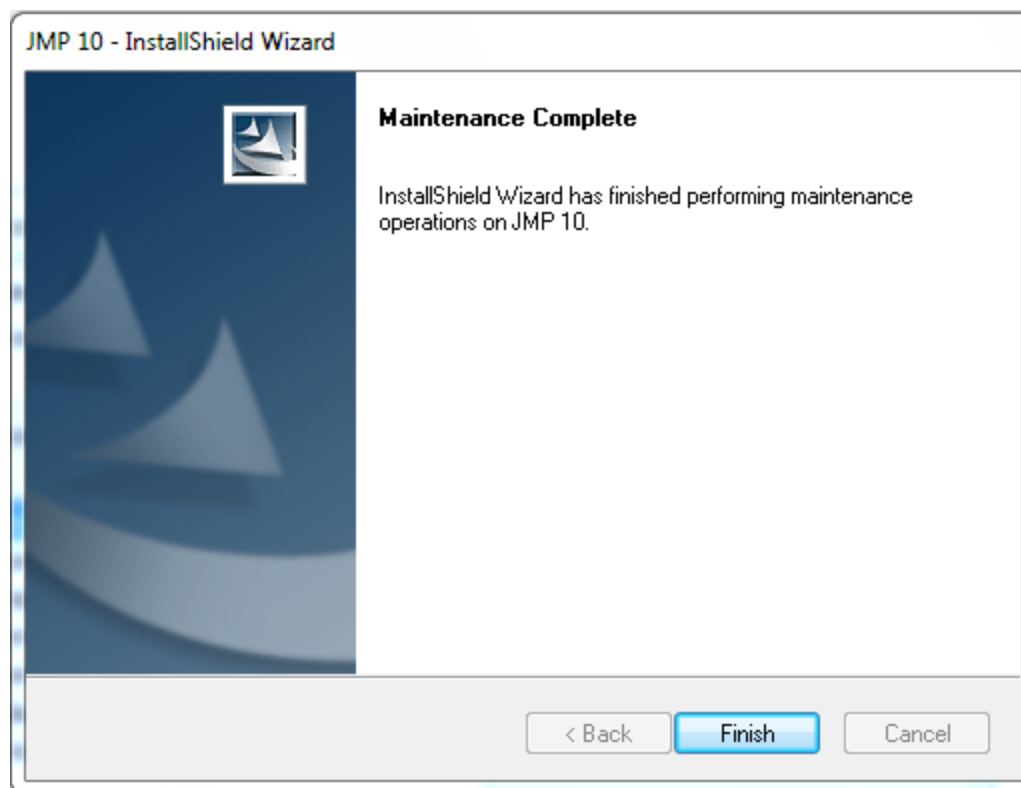 JMP 10 - InstallShield Wizard
Maintenance Complete
InstallShield Wizard has finished performing maintenance
operations on JMP 10.
< Back Finish Cancel